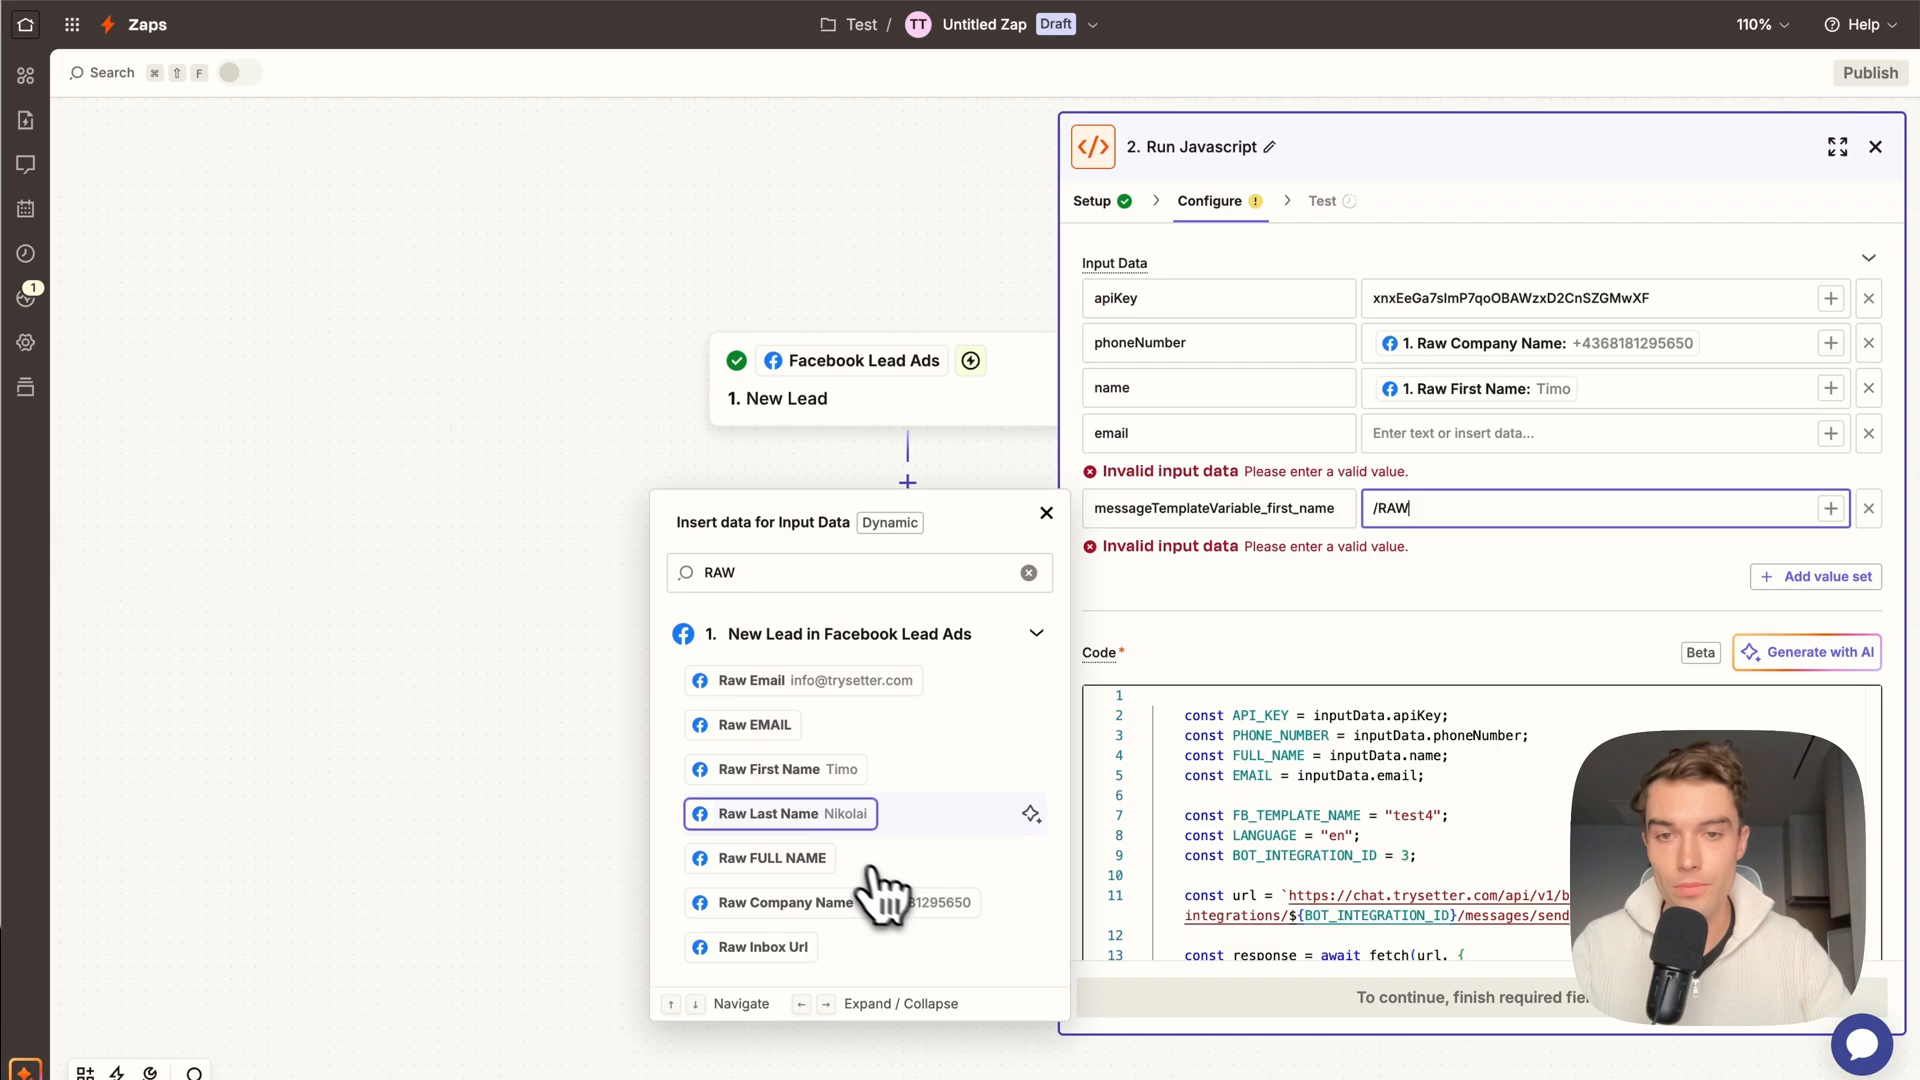 Zaps
Test /
TT
Untitled Zap
Draft
110%
Help
Search
⌘ ⇧ F
Publish
1
2. Run Javascript
Setup
Configure
Test
Input Data
apiKey
xnxEeGa7slmP7qoOBAWzxD2CnSZGMwXF
phoneNumber
1. Raw Company Name: +4368181295650
name
1. Raw First Name: Timo
email
Enter text or insert data...
Invalid input data Please enter a valid value.
messageTemplateVariable_first_name
/RAW
Invalid input data Please enter a valid value.
+ Add value set
Code*
Beta
Generate with AI
1
2 const API_KEY = inputData.apiKey;
3 const PHONE_NUMBER = inputData.phoneNumber;
4 const FULL_NAME = inputData.name;
5 const EMAIL = inputData.email;
6
7 const FB_TEMPLATE_NAME = "test4";
8 const LANGUAGE = "en";
9 const BOT_INTEGRATION_ID = 3;
10
11 const url = `https://chat.trysetter.com/api/v1/b
integrations/${BOT_INTEGRATION_ID}/messages/send
12
13 const response = await fetch(url, {
To continue, finish required fie
Facebook Lead Ads
1. New Lead
Insert data for Input Data
Dynamic
RAW
1. New Lead in Facebook Lead Ads
Raw Email info@trysetter.com
Raw EMAIL
Raw First Name Timo
Raw Last Name Nikolai
Raw FULL NAME
Raw Company Name 81295650
Raw Inbox Url
↑ ↓ Navigate
← → Expand / Collapse